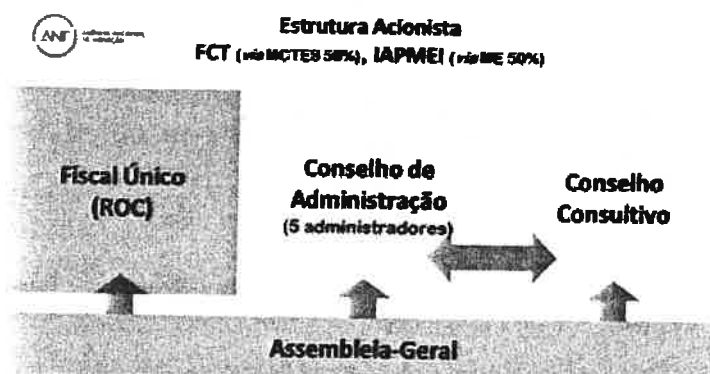 ANI
Estrutura Acionista
FCT (via MCTES 50%), IAPMEI (via ME 50%)
Fiscal Único
(ROC)
Conselho de
Administração
(5 administradores)
Conselho
Consultivo
Assembleia-Geral